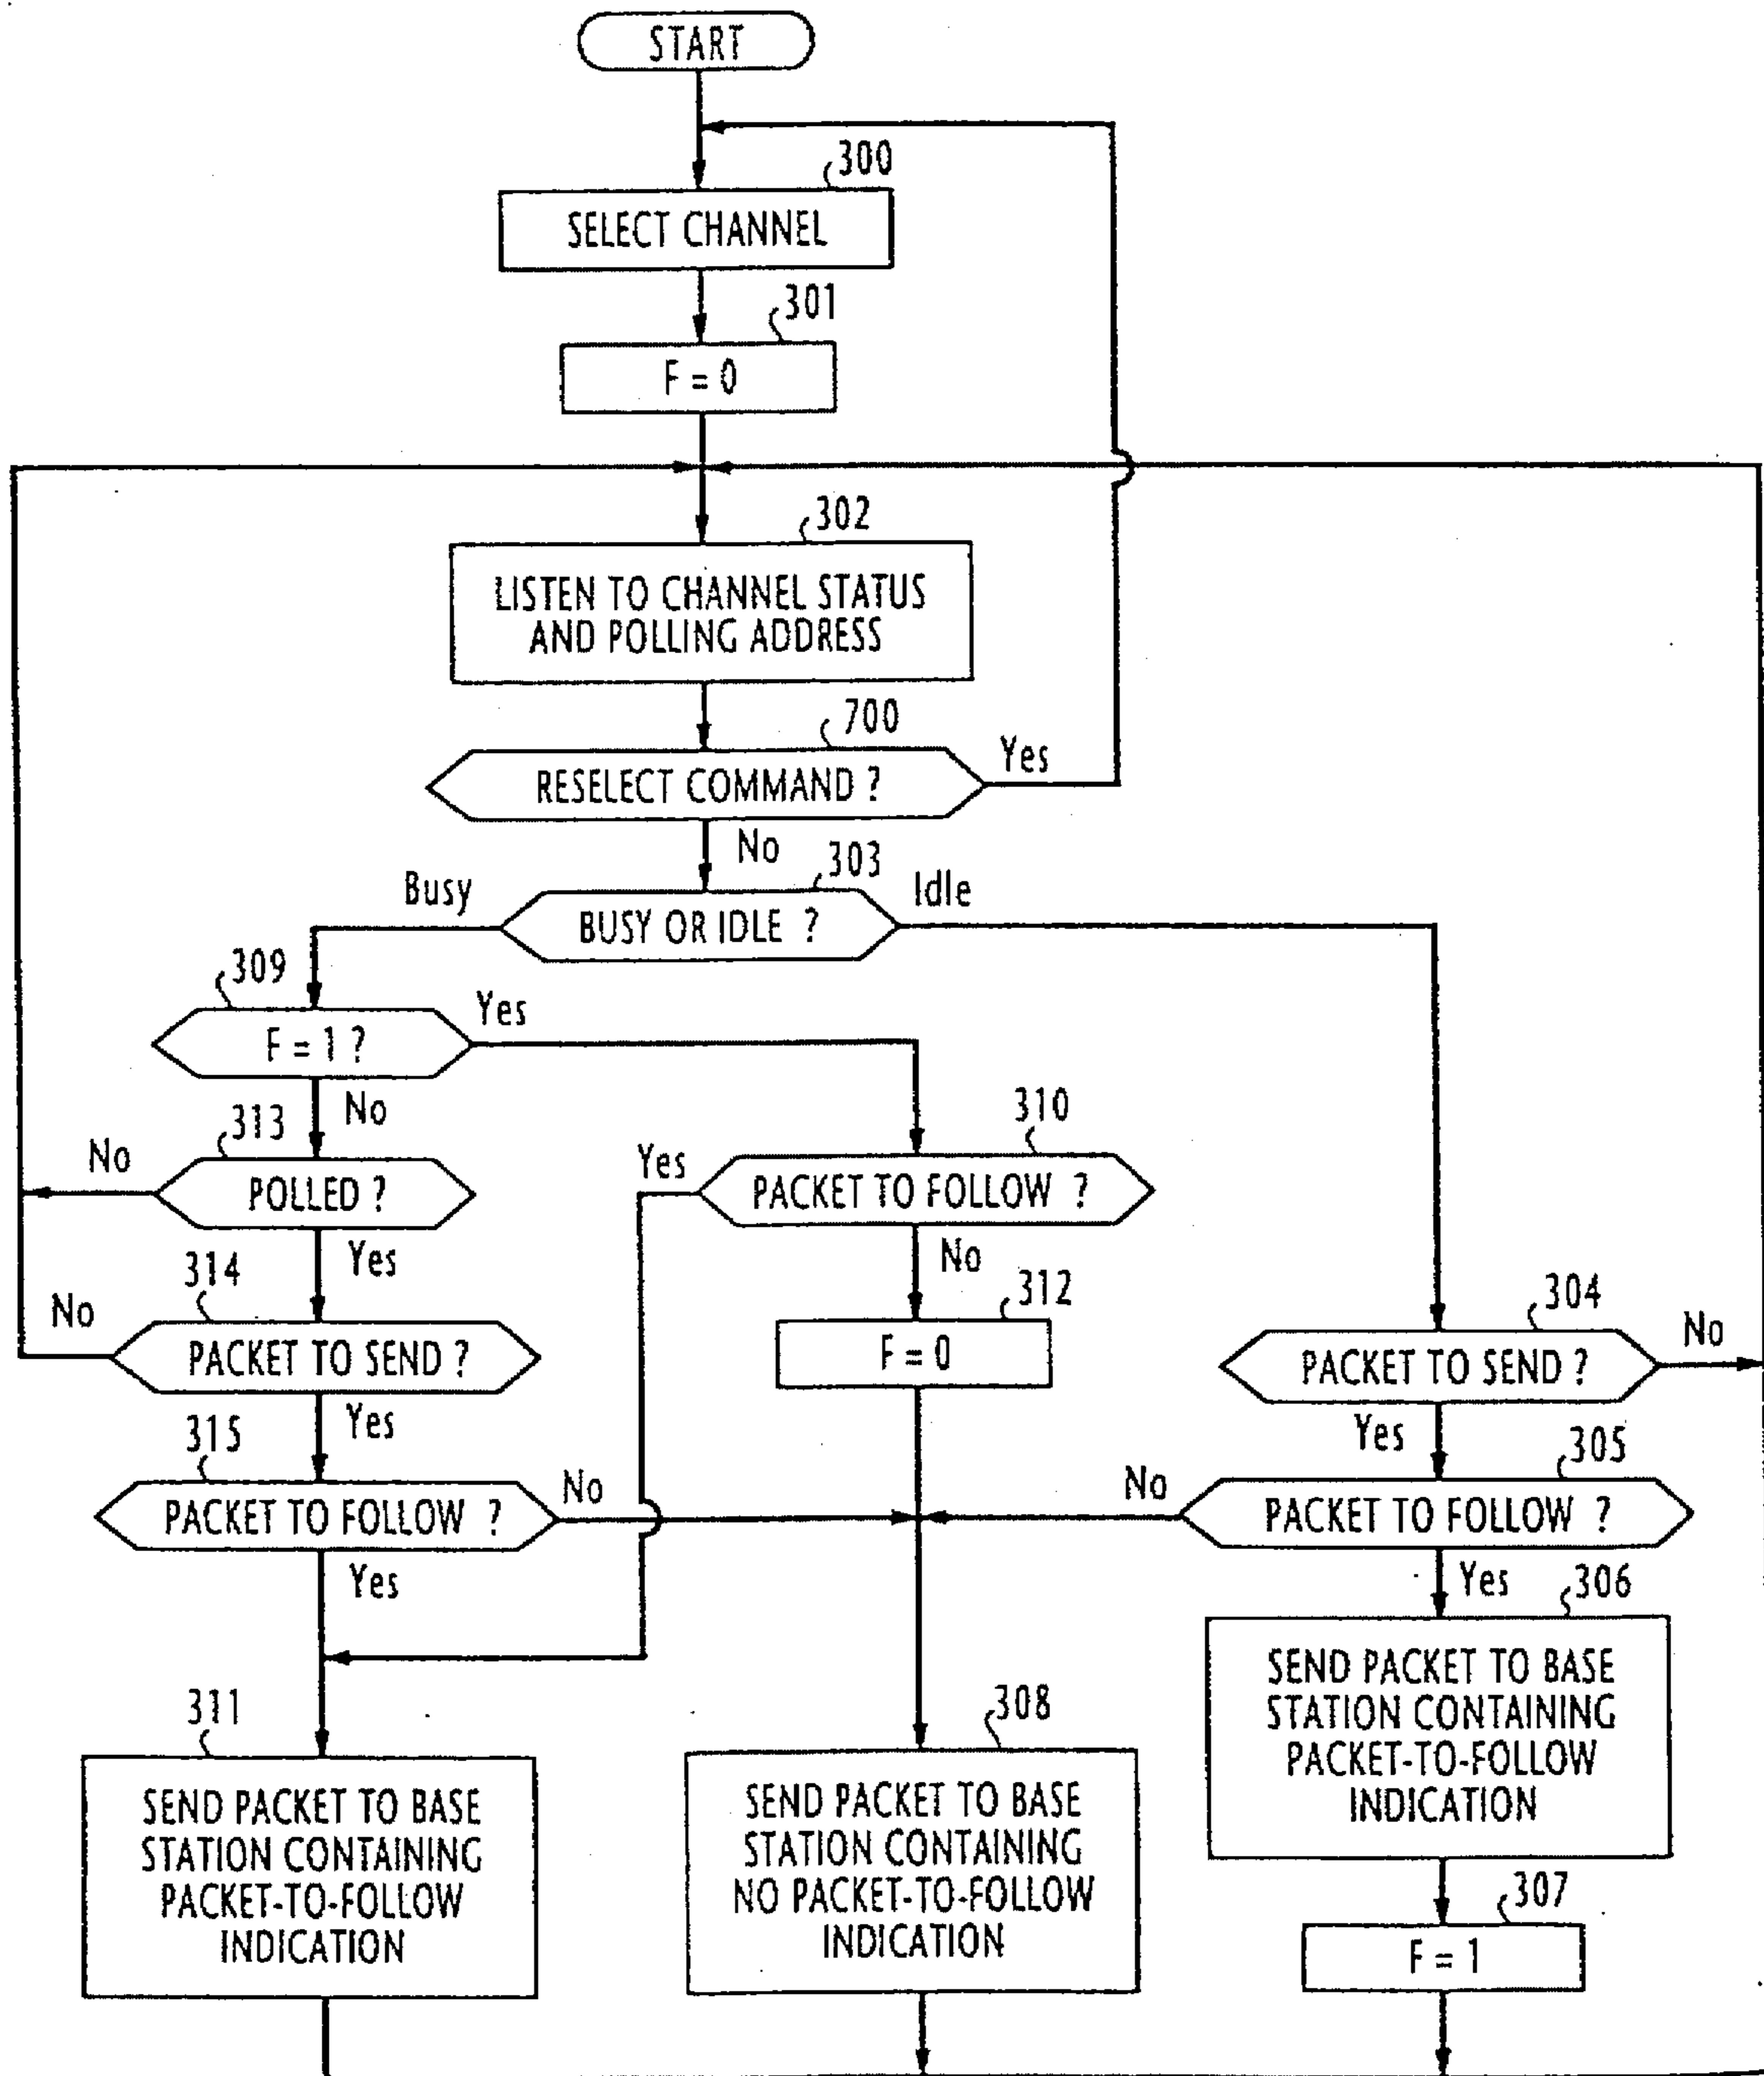 START
300
SELECT CHANNEL
301
F = 0
302
LISTEN TO CHANNEL STATUS
AND POLLING ADDRESS
700
RESELECT COMMAND ?
Yes
No
303
Busy
BUSY OR IDLE ?
Idle
309
F = 1 ?
Yes
No
313
No
POLLED ?
Yes
310
Yes
PACKET TO FOLLOW ?
No
314
No
PACKET TO SEND ?
Yes
312
F = 0
304
PACKET TO SEND ?
No
Yes
315
PACKET TO FOLLOW ?
No
Yes
305
No
PACKET TO FOLLOW ?
Yes
306
SEND PACKET TO BASE
STATION CONTAINING
PACKET-TO-FOLLOW
INDICATION
311
SEND PACKET TO BASE
STATION CONTAINING
PACKET-TO-FOLLOW
INDICATION
308
SEND PACKET TO BASE
STATION CONTAINING
NO PACKET-TO-FOLLOW
INDICATION
307
F = 1